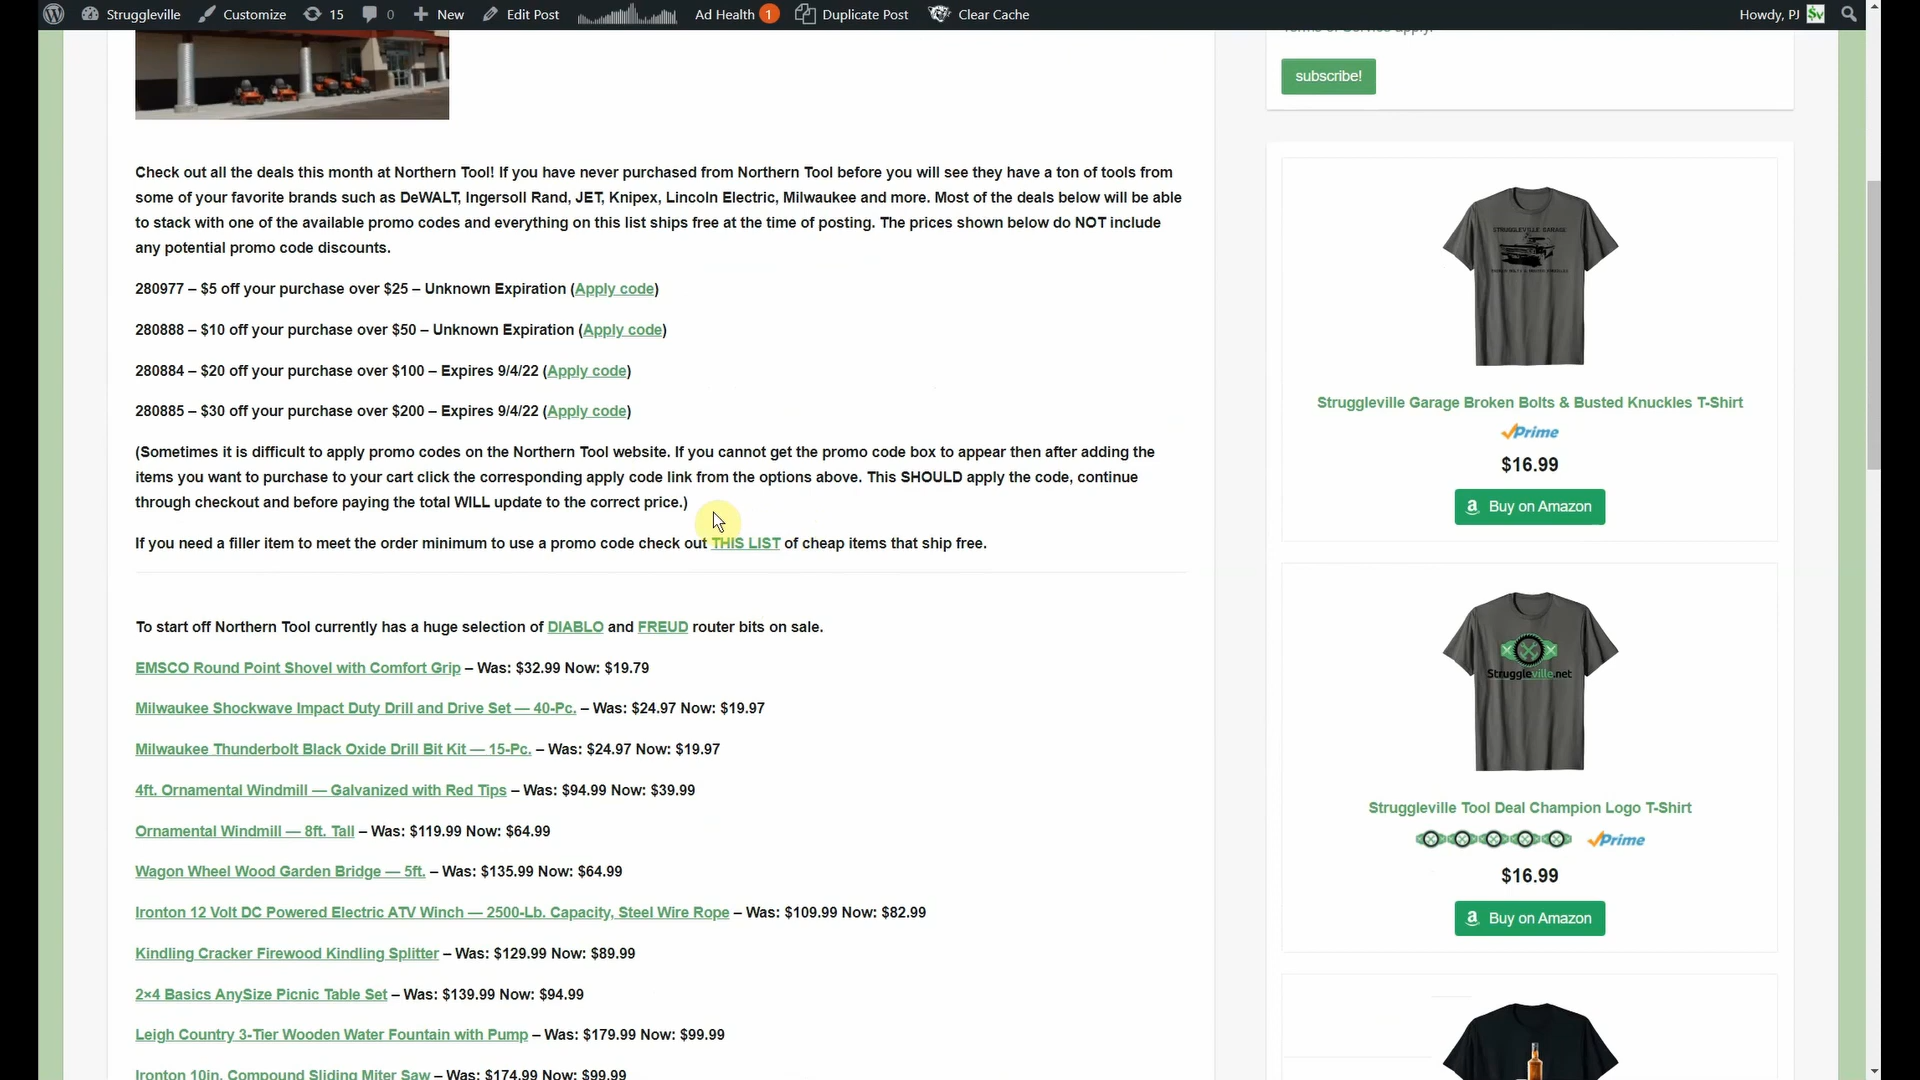 Struggleville
Customize
15
0
New
Edit Post
Ad Health 1
Duplicate Post
Clear Cache
Howdy, PJ
Terms of Service apply.
subscribe!
Check out all the deals this month at Northern Tool! If you have never purchased from Northern Tool before you will see they have a ton of tools from
some of your favorite brands such as DeWALT, Ingersoll Rand, JET, Knipex, Lincoln Electric, Milwaukee and more. Most of the deals below will be able
to stack with one of the available promo codes and everything on this list ships free at the time of posting. The prices shown below do NOT include
any potential promo code discounts.
280977 – $5 off your purchase over $25 – Unknown Expiration (Apply code)
280888 – $10 off your purchase over $50 – Unknown Expiration (Apply code)
280884 – $20 off your purchase over $100 – Expires 9/4/22 (Apply code)
280885 – $30 off your purchase over $200 – Expires 9/4/22 (Apply code)
(Sometimes it is difficult to apply promo codes on the Northern Tool website. If you cannot get the promo code box to appear then after adding the
items you want to purchase to your cart click the corresponding apply code link from the options above. This SHOULD apply the code, continue
through checkout and before paying the total WILL update to the correct price.)
If you need a filler item to meet the order minimum to use a promo code check out THIS LIST of cheap items that ship free.
To start off Northern Tool currently has a huge selection of DIABLO and FREUD router bits on sale.
EMSCO Round Point Shovel with Comfort Grip – Was: $32.99 Now: $19.79
Milwaukee Shockwave Impact Duty Drill and Drive Set — 40-Pc. – Was: $24.97 Now: $19.97
Milwaukee Thunderbolt Black Oxide Drill Bit Kit — 15-Pc. – Was: $24.97 Now: $19.97
4ft. Ornamental Windmill — Galvanized with Red Tips – Was: $94.99 Now: $39.99
Ornamental Windmill — 8ft. Tall – Was: $119.99 Now: $64.99
Wagon Wheel Wood Garden Bridge — 5ft. – Was: $135.99 Now: $64.99
Ironton 12 Volt DC Powered Electric ATV Winch — 2500-Lb. Capacity, Steel Wire Rope – Was: $109.99 Now: $82.99
Kindling Cracker Firewood Kindling Splitter – Was: $129.99 Now: $89.99
2×4 Basics AnySize Picnic Table Set – Was: $139.99 Now: $94.99
Leigh Country 3-Tier Wooden Water Fountain with Pump – Was: $179.99 Now: $99.99
Ironton 10in. Compound Sliding Miter Saw – Was: $174.99 Now: $99.99
STRUGGLEVILLE GARAGE
BROKEN BOLTS & BUSTED KNUCKLES
Struggleville Garage Broken Bolts & Busted Knuckles T-Shirt
Prime
$16.99
a Buy on Amazon
Struggleville.net
Struggleville Tool Deal Champion Logo T-Shirt
Prime
$16.99
a Buy on Amazon